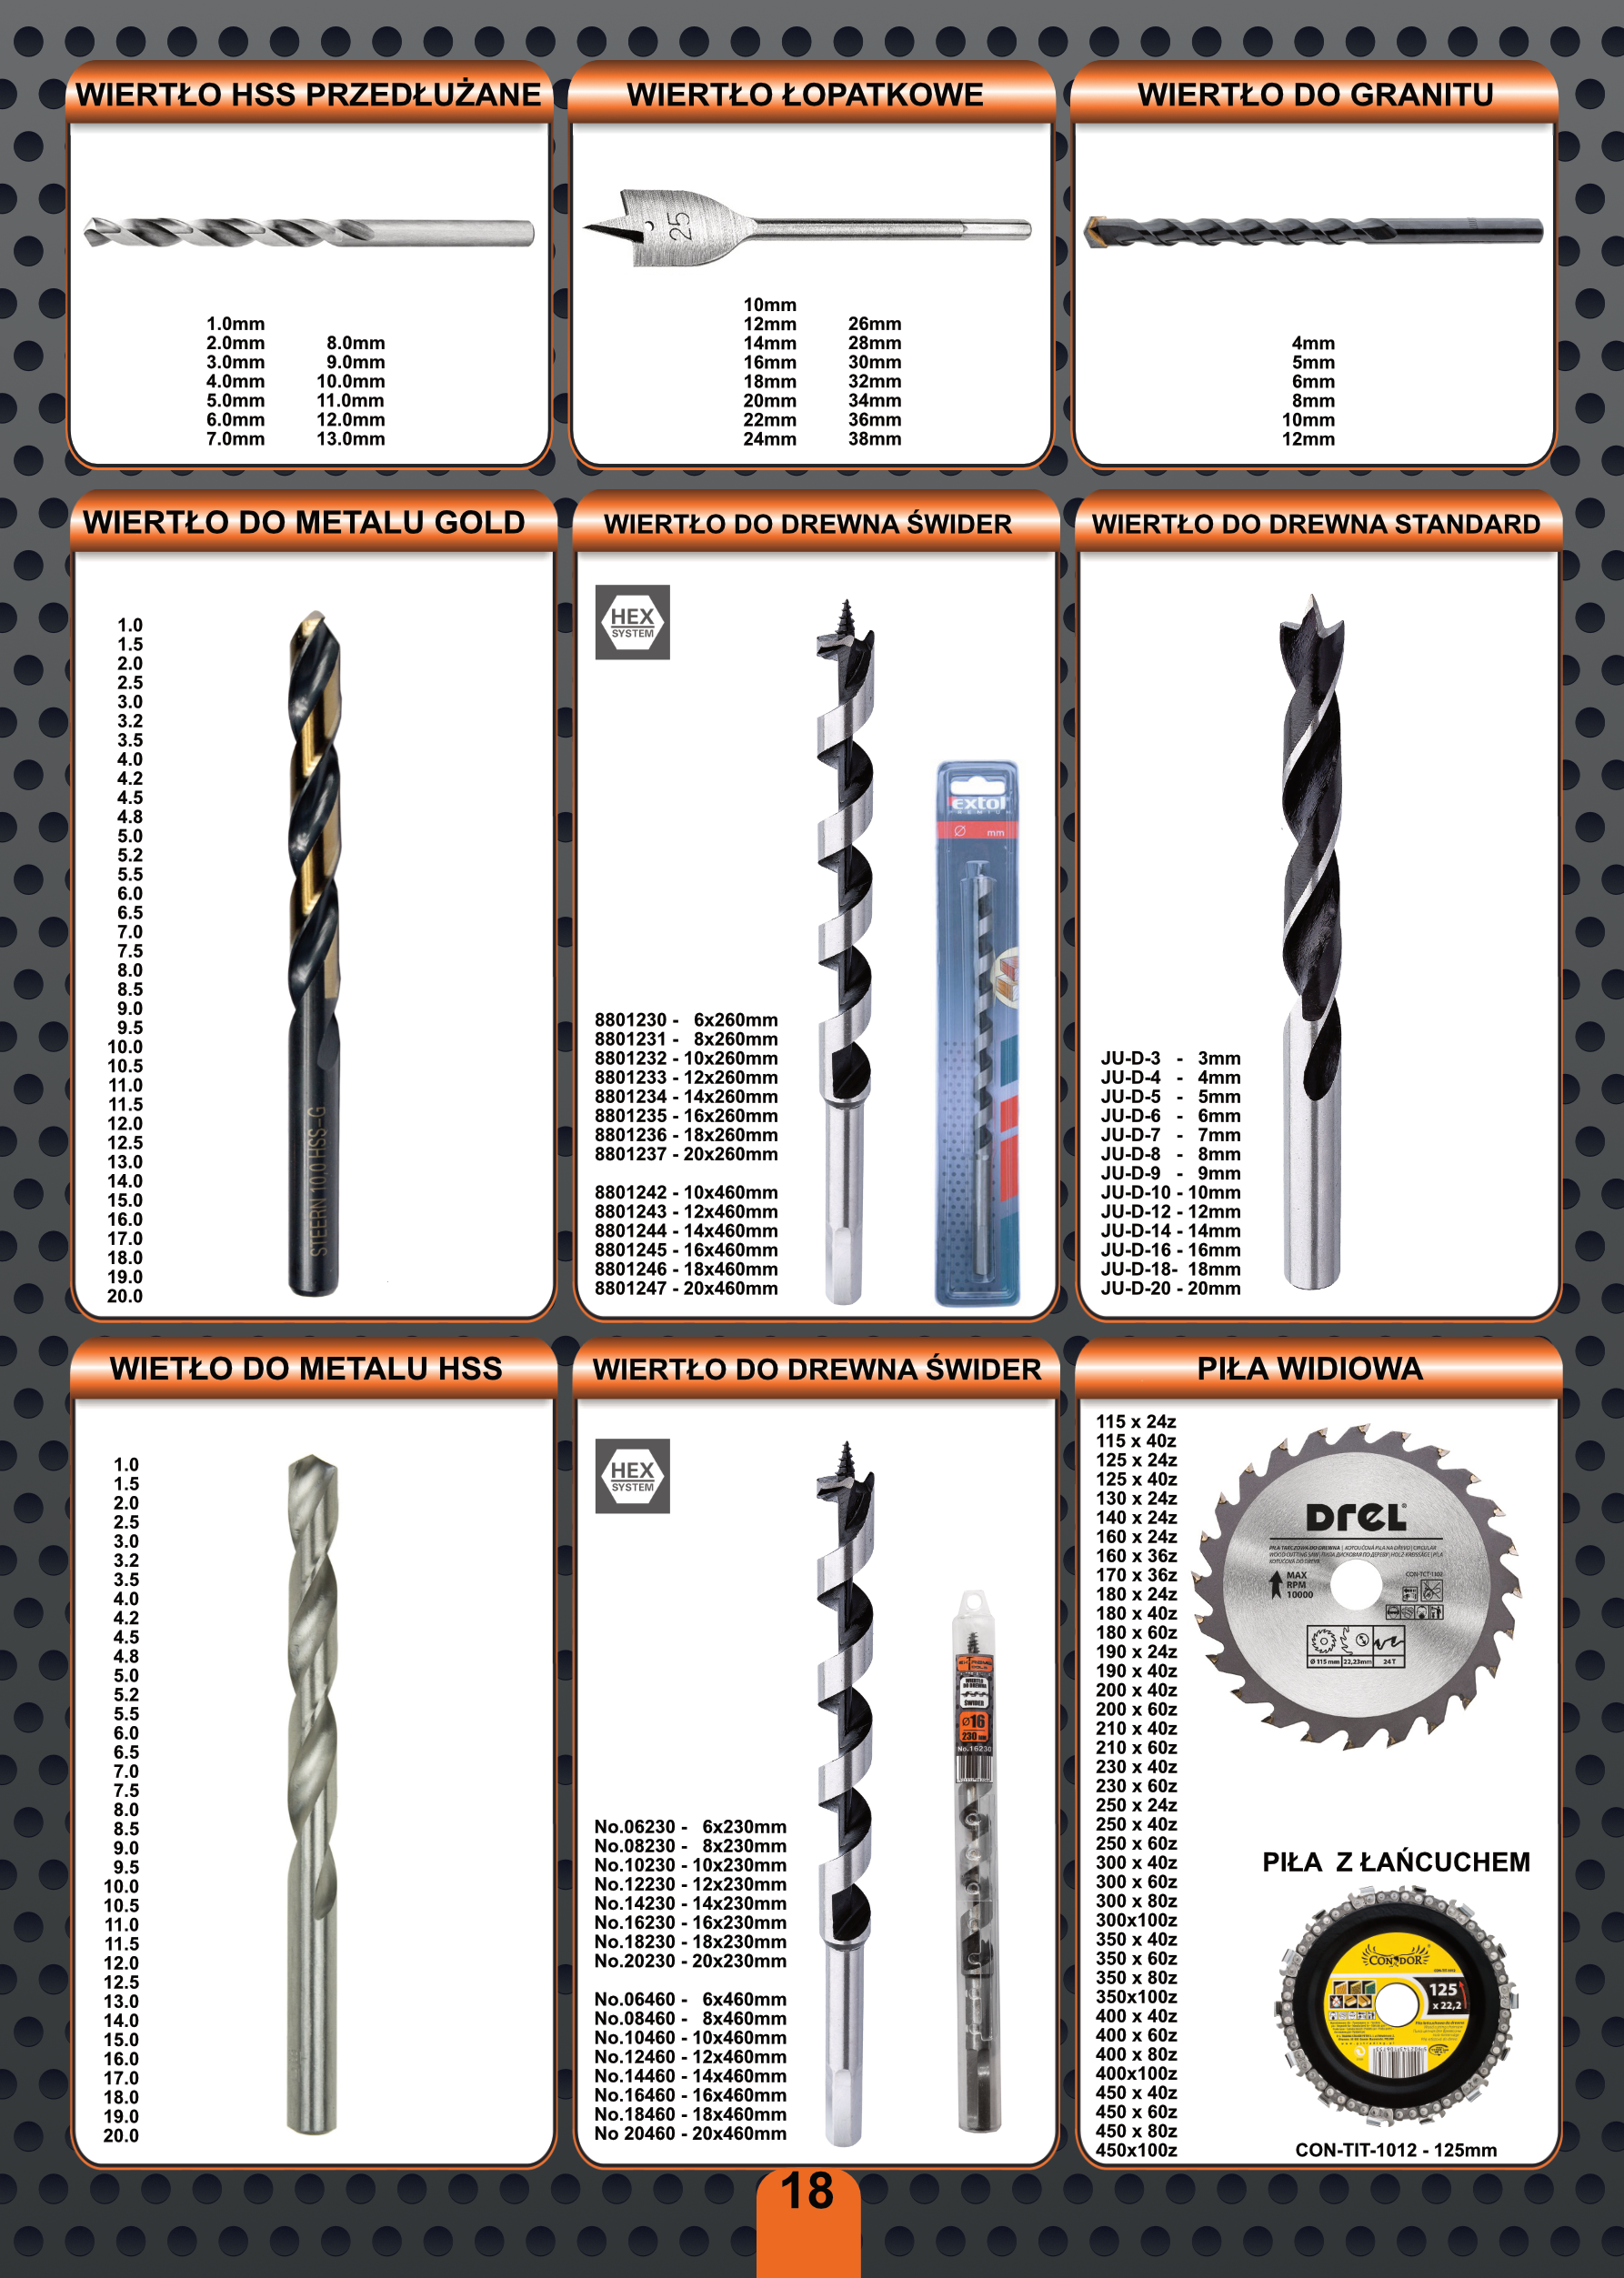 WIERTŁO HSS PRZEDŁUŻANE
1.0mm
2.0mm
3.0mm
4.0mm
5.0mm
6.0mm
7.0mm
8.0mm
9.0mm
10.0mm
11.0mm
12.0mm
13.0mm
WIERTŁO ŁOPATKOWE
25
10mm
12mm
14mm
16mm
18mm
20mm
22mm
24mm
26mm
28mm
30mm
32mm
34mm
36mm
38mm
WIERTŁO DO GRANITU
4mm
5mm
6mm
8mm
10mm
12mm
WIERTŁO DO METALU GOLD
1.0
1.5
2.0
2.5
3.0
3.2
3.5
4.0
4.2
4.5
4.8
5.0
5.2
5.5
6.0
6.5
7.0
7.5
8.0
8.5
9.0
9.5
10.0
10.5
11.0
11.5
12.0
12.5
13.0
14.0
15.0
16.0
17.0
18.0
19.0
20.0
STEERN 10,0 HSS-G
WIERTŁO DO DREWNA ŚWIDER
HEX
SYSTEM
extol
PREMIUM
Ø mm
8801230 - 6x260mm
8801231 - 8x260mm
8801232 - 10x260mm
8801233 - 12x260mm
8801234 - 14x260mm
8801235 - 16x260mm
8801236 - 18x260mm
8801237 - 20x260mm
8801242 - 10x460mm
8801243 - 12x460mm
8801244 - 14x460mm
8801245 - 16x460mm
8801246 - 18x460mm
8801247 - 20x460mm
WIERTŁO DO DREWNA STANDARD
JU-D-3 - 3mm
JU-D-4 - 4mm
JU-D-5 - 5mm
JU-D-6 - 6mm
JU-D-7 - 7mm
JU-D-8 - 8mm
JU-D-9 - 9mm
JU-D-10 - 10mm
JU-D-12 - 12mm
JU-D-14 - 14mm
JU-D-16 - 16mm
JU-D-18- 18mm
JU-D-20 - 20mm
WIETŁO DO METALU HSS
1.0
1.5
2.0
2.5
3.0
3.2
3.5
4.0
4.2
4.5
4.8
5.0
5.2
5.5
6.0
6.5
7.0
7.5
8.0
8.5
9.0
9.5
10.0
10.5
11.0
11.5
12.0
12.5
13.0
14.0
15.0
16.0
17.0
18.0
19.0
20.0
WIERTŁO DO DREWNA ŚWIDER
HEX
SYSTEM
WIERTŁO
DO DREWNA
ŚWIDER
Ø16
230 mm
No.16230
No.06230 - 6x230mm
No.08230 - 8x230mm
No.10230 - 10x230mm
No.12230 - 12x230mm
No.14230 - 14x230mm
No.16230 - 16x230mm
No.18230 - 18x230mm
No.20230 - 20x230mm
No.06460 - 6x460mm
No.08460 - 8x460mm
No.10460 - 10x460mm
No.12460 - 12x460mm
No.14460 - 14x460mm
No.16460 - 16x460mm
No.18460 - 18x460mm
No 20460 - 20x460mm
PIŁA WIDIOWA
115 x 24z
115 x 40z
125 x 24z
125 x 40z
130 x 24z
140 x 24z
160 x 24z
160 x 36z
170 x 36z
180 x 24z
180 x 40z
180 x 60z
190 x 24z
190 x 40z
200 x 40z
200 x 60z
210 x 40z
210 x 60z
230 x 40z
230 x 60z
250 x 24z
250 x 40z
250 x 60z
300 x 40z
300 x 60z
300 x 80z
300x100z
350 x 40z
350 x 60z
350 x 80z
350x100z
400 x 40z
400 x 60z
400 x 80z
400x100z
450 x 40z
450 x 60z
450 x 80z
450x100z
DreL®
CON-TCT-1302
MAX
RPM
10000
Ø 115 mm 22,23mm 24 T
PIŁA Z ŁAŃCUCHEM
CONDOR
125
x 22,2
CON-TIT-1012 - 125mm
18